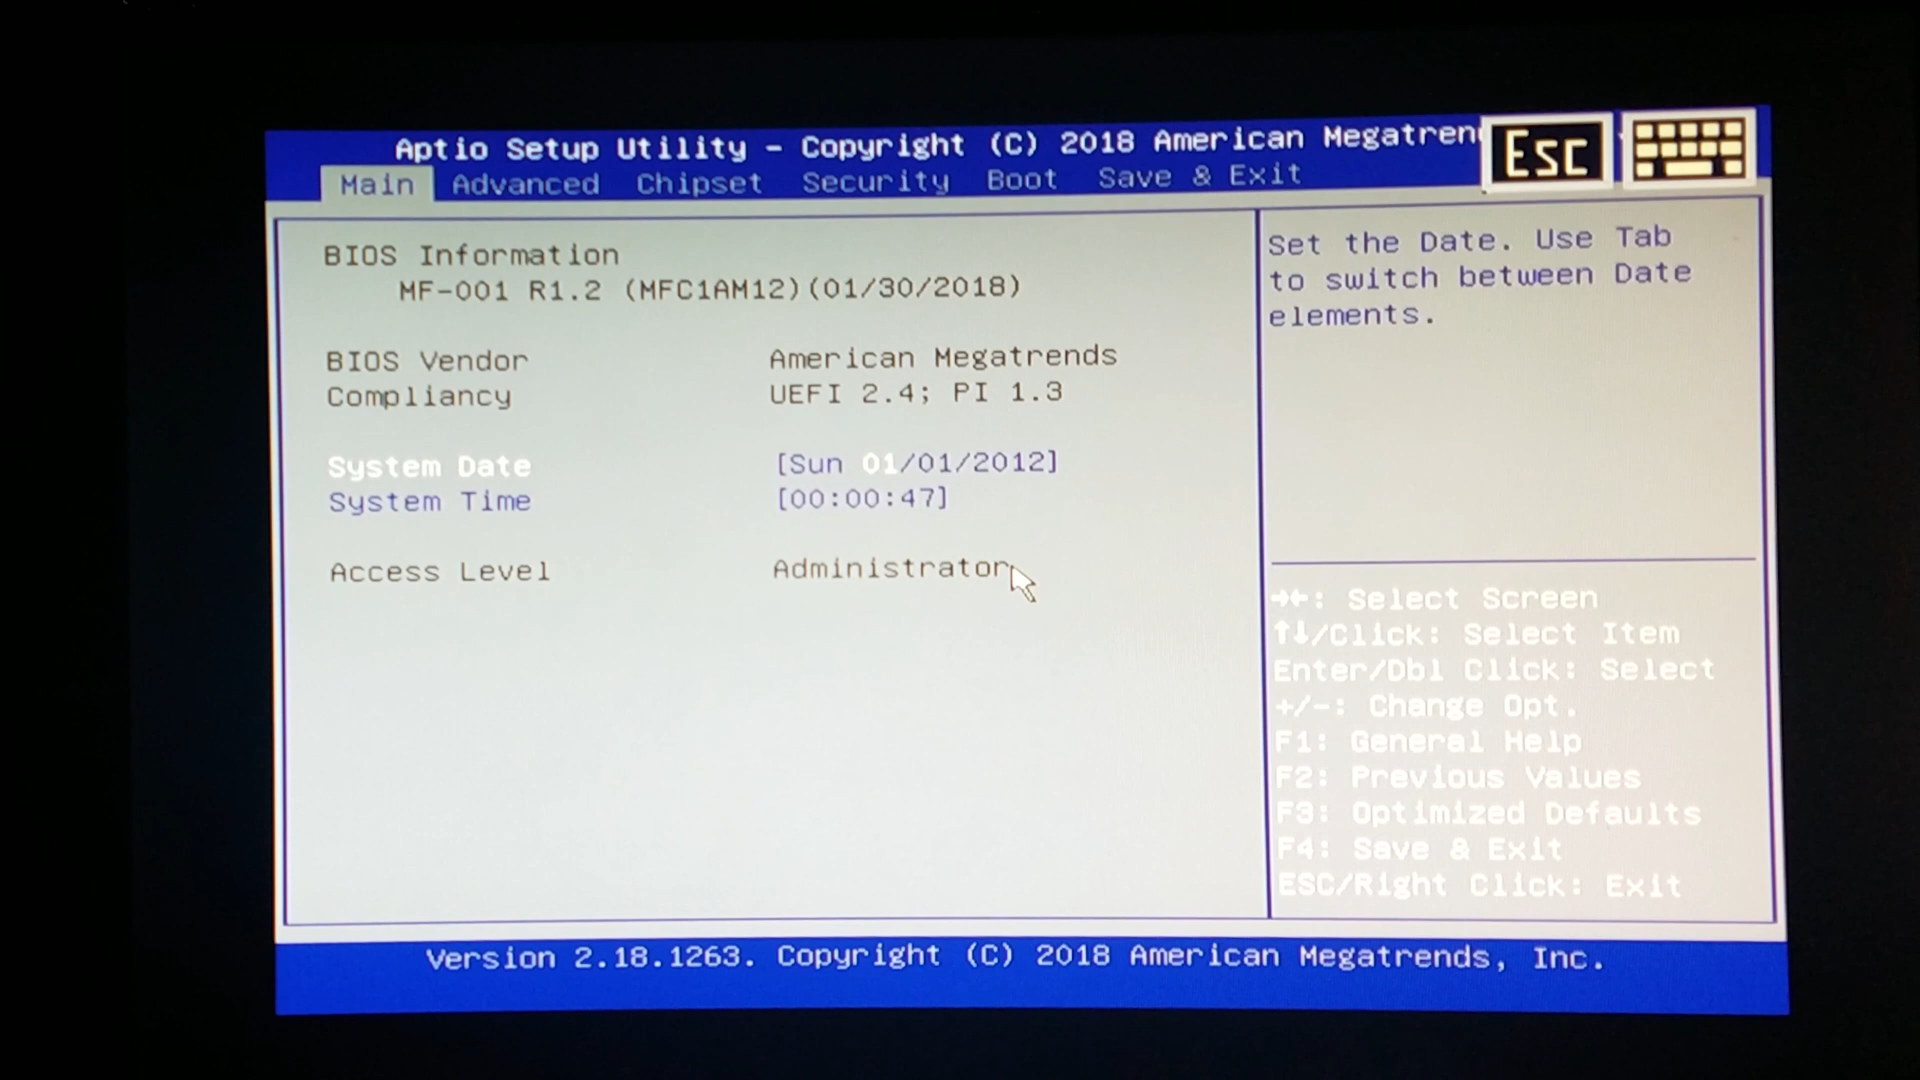 Aptio Setup Utility - Copyright (C) 2018 American
ESC
Main Advanced Chipset Security Boot Save & Exit
BIOS Information
MF-001 R1.2 (MFC1AM12)(01/30/2018)
BIOS Vendor American Megatrends
Compliancy UEFI 2.4; PI 1.3
System Date [Sun 01/01/2012]
System Time [00:00:47]
Access Level Administrator
Set the Date. Use Tab
to switch between Date
elements.
→←: Select Screen
↑↓/Click: Select Item
Enter/Dbl Click: Select
+/-: Change Opt.
F1: General Help
F2: Previous Values
F3: Optimized Defaults
F4: Save & Exit
ESC/Right Click: Exit
Version 2.18.1263. Copyright (C) 2018 American Megatrends, Inc.